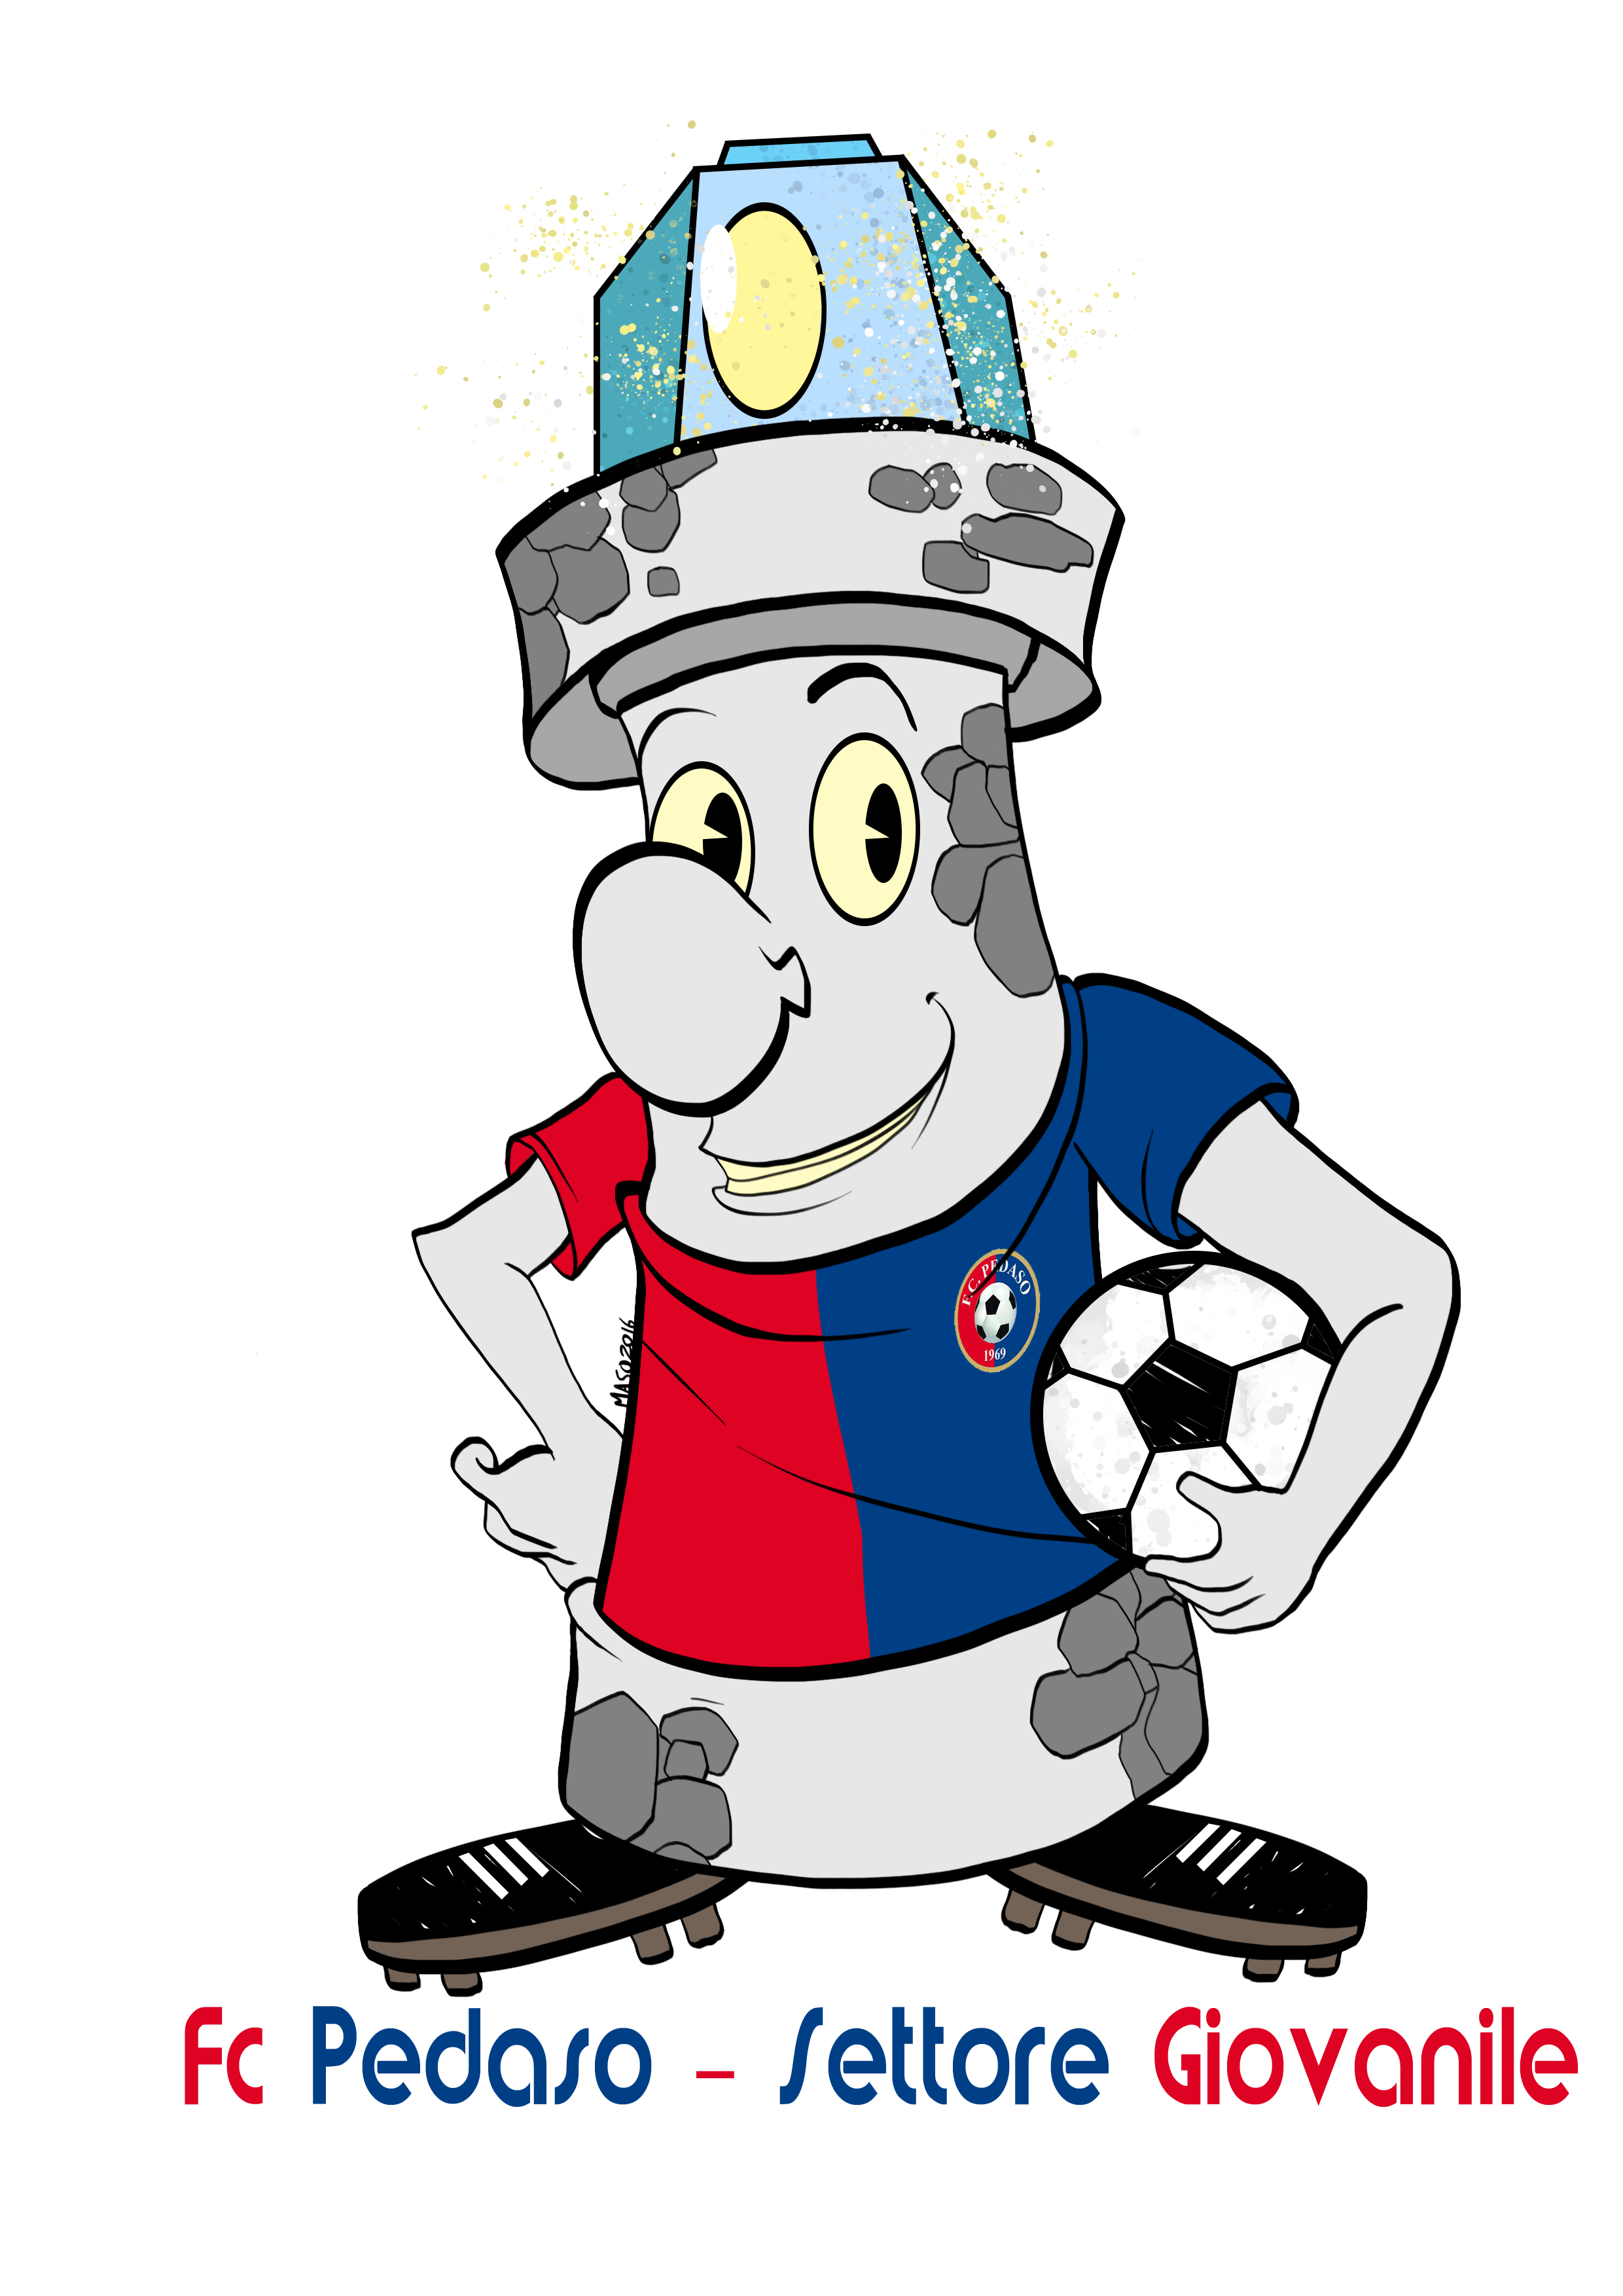 F.C. PEDASO
1969
MASO2016
Fc Pedaso - Settore Giovanile